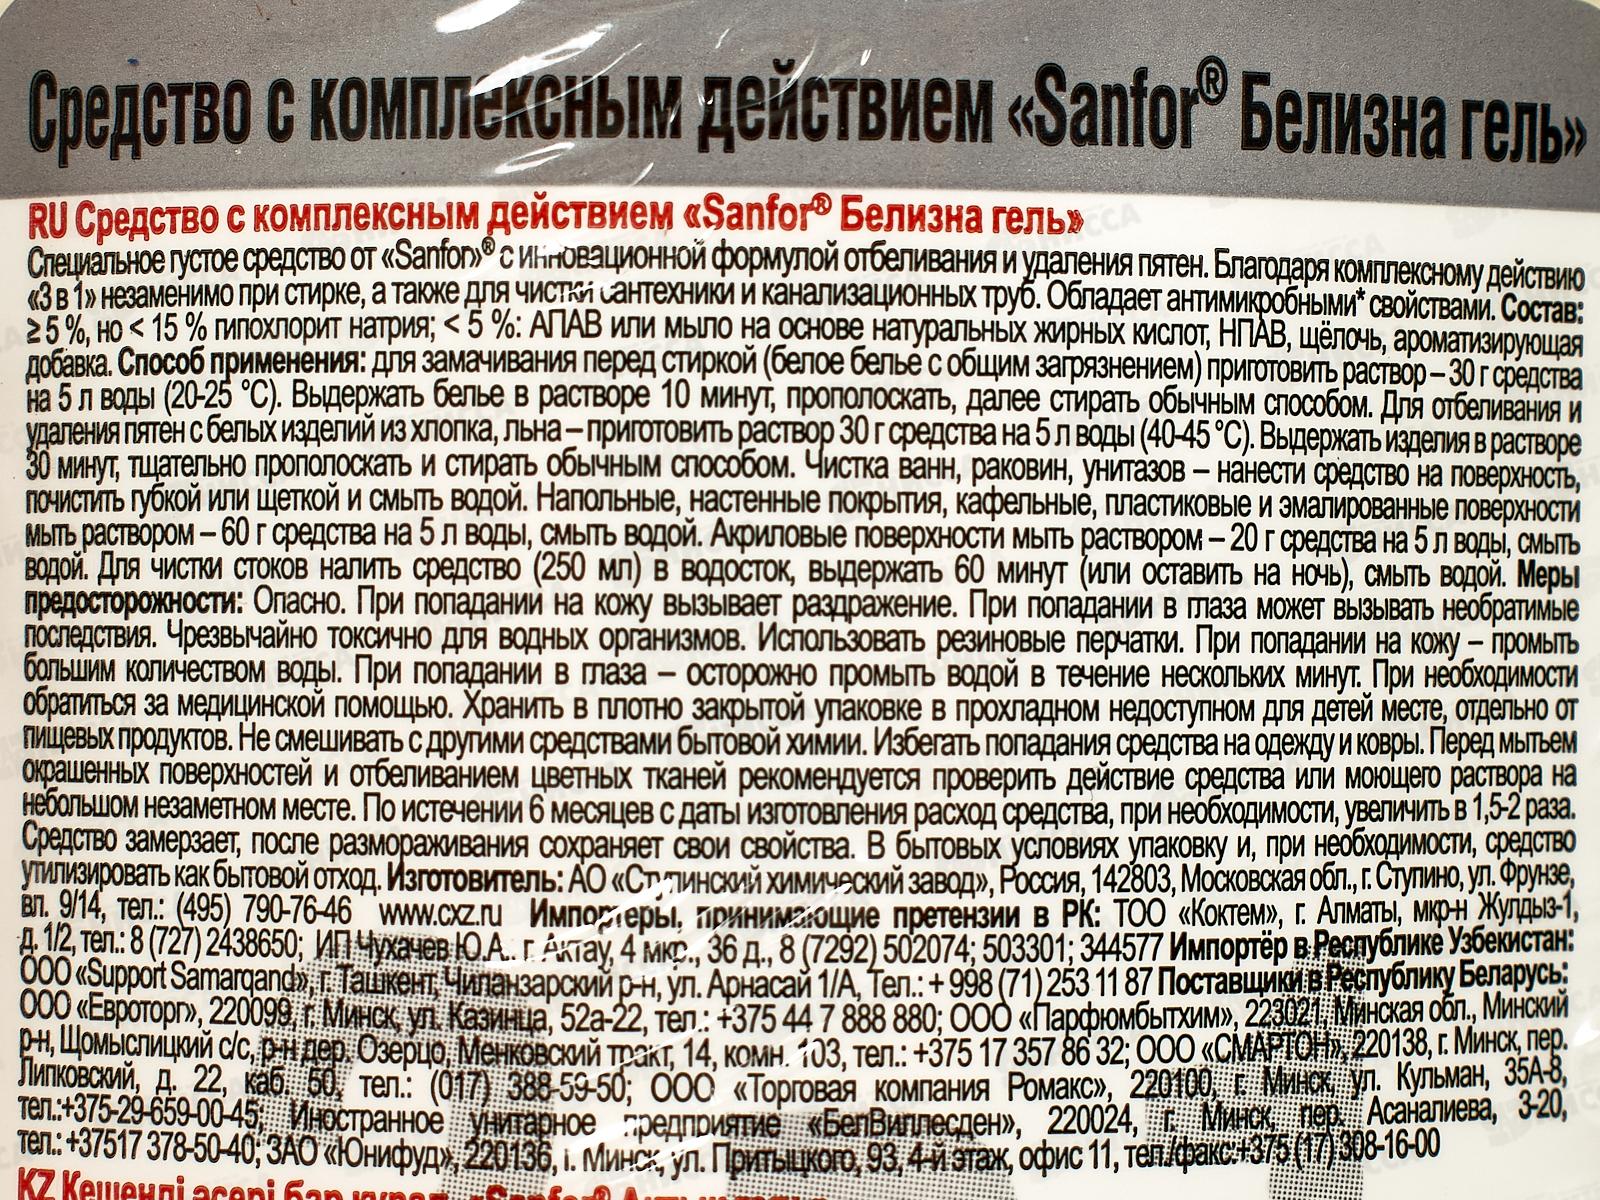 Средство с комплексным действием «Sanfor® Белизна гель»
RU Средство с комплексным действием «Sanfor® Белизна гель»
Специальное густое средство от «Sanfor»® с инновационной формулой отбеливания и удаления пятен. Благодаря комплексному действию
«3 в 1» незаменимо при стирке, а также для чистки сантехники и канализационных труб. Обладает антимикробными* свойствами. Состав:
≥ 5 %, но < 15 % гипохлорит натрия; < 5 %: АПАВ или мыло на основе натуральных жирных кислот, НПАВ, щёлочь, ароматизирующая
добавка. Способ применения: для замачивания перед стиркой (белое белье с общим загрязнением) приготовить раствор – 30 г средства
на 5 л воды (20-25 °С). Выдержать белье в растворе 10 минут, прополоскать, далее стирать обычным способом. Для отбеливания и
удаления пятен с белых изделий из хлопка, льна – приготовить раствор 30 г средства на 5 л воды (40-45 °С). Выдержать изделия в растворе
30 минут, тщательно прополоскать и стирать обычным способом. Чистка ванн, раковин, унитазов – нанести средство на поверхность,
почистить губкой или щеткой и смыть водой. Напольные, настенные покрытия, кафельные, пластиковые и эмалированные поверхности
мыть раствором – 60 г средства на 5 л воды, смыть водой. Акриловые поверхности мыть раствором – 20 г средства на 5 л воды, смыть
водой. Для чистки стоков налить средство (250 мл) в водосток, выдержать 60 минут (или оставить на ночь), смыть водой. Меры
предосторожности: Опасно. При попадании на кожу вызывает раздражение. При попадании в глаза может вызывать необратимые
последствия. Чрезвычайно токсично для водных организмов. Использовать резиновые перчатки. При попадании на кожу – промыть
большим количеством воды. При попадании в глаза – осторожно промыть водой в течение нескольких минут. При необходимости
обратиться за медицинской помощью. Хранить в плотно закрытой упаковке в прохладном недоступном для детей месте, отдельно от
пищевых продуктов. Не смешивать с другими средствами бытовой химии. Избегать попадания средства на одежду и ковры. Перед мытьем
окрашенных поверхностей и отбеливанием цветных тканей рекомендуется проверить действие средства или моющего раствора на
небольшом незаметном месте. По истечении 6 месяцев с даты изготовления расход средства, при необходимости, увеличить в 1,5-2 раза.
Средство замерзает, после размораживания сохраняет свои свойства. В бытовых условиях упаковку и, при необходимости, средство
утилизировать как бытовой отход. Изготовитель: АО «Ступинский химический завод», Россия, 142803, Московская обл., г. Ступино, ул. Фрунзе,
вл. 9/14, тел.: (495) 790-76-46 www.cxz.ru Импортеры, принимающие претензии в РК: ТОО «Коктем», г. Алматы, мкр-н Жулдыз-1,
д. 1/2, тел.: 8 (727) 2438650; ИП Чухачев Ю.А., г. Актау, 4 мкр., 36 д., 8 (7292) 502074; 503301; 344577 Импортёр в Республике Узбекистан:
ООО «Support Samarqand», г. Ташкент, Чиланзарский р-н, ул. Арнасай 1/А, Тел.: + 998 (71) 253 11 87 Поставщики в Республику Беларусь:
ООО «Евроторг», 220099, г. Минск, ул. Казинца, 52а-22, тел.: +375 44 7 888 880; ООО «Парфюмбытхим», 223021, Минская обл., Минский
р-н, Щомыслицкий с/с, р-н дер. Озерцо, Менковский тракт, 14, комн. 103, тел.: +375 17 357 86 32; ООО «СМАРТОН», 220138, г. Минск, пер.
Липковский, д. 22, каб. 50, тел.: (017) 388-59-50; ООО «Торговая компания Ромакс», 220100, г. Минск, ул. Кульман, 35А-8,
тел.:+375-29-659-00-45; Иностранное унитарное предприятие «БелВиллесден», 220024, г. Минск, пер. Асаналиева, 3-20,
тел.: +37517 378-50-40; ЗАО «Юнифуд», 220136, г. Минск, ул. Притыцкого, 93, 4-й этаж, офис 11, тел./факс:+375 (17) 308-16-00
KZ Кешенді әсері бар құрал «Sanfor®